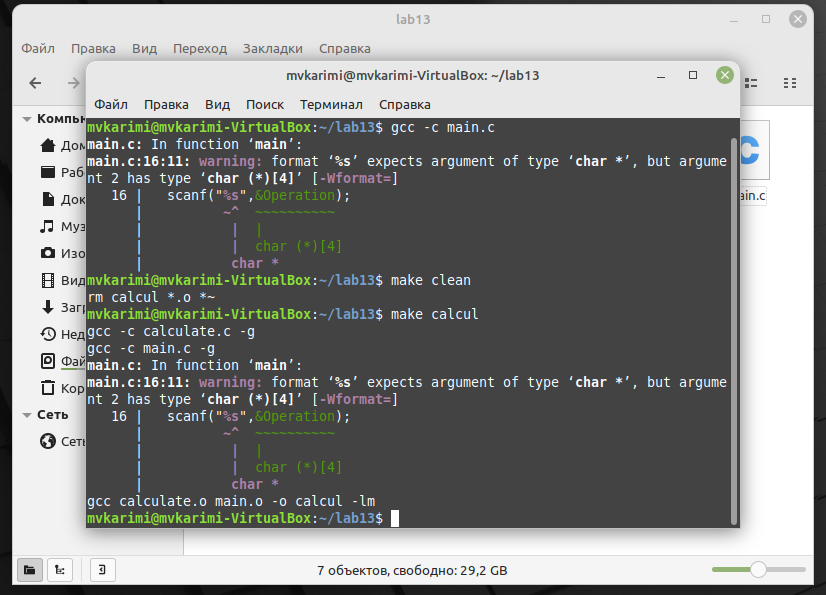 lab13
Файл Правка Вид Переход Закладки Справка
mvkarimi@mvkarimi-VirtualBox: ~/lab13
Файл Правка Вид Поиск Терминал Справка
mvkarimi@mvkarimi-VirtualBox:~/lab13$ gcc -c main.c
main.c: In function ‘main’:
main.c:16:11: warning: format ‘%s’ expects argument of type ‘char *’, but argume
nt 2 has type ‘char (*)[4]’ [-Wformat=]
   16 |   scanf("%s",&Operation);
      |          ~^  ~~~~~~~~~~
      |           |  |
      |           |  char (*)[4]
      |           char *
mvkarimi@mvkarimi-VirtualBox:~/lab13$ make clean
rm calcul *.o *~
mvkarimi@mvkarimi-VirtualBox:~/lab13$ make calcul
gcc -c calculate.c -g
gcc -c main.c -g
main.c: In function ‘main’:
main.c:16:11: warning: format ‘%s’ expects argument of type ‘char *’, but argume
nt 2 has type ‘char (*)[4]’ [-Wformat=]
   16 |   scanf("%s",&Operation);
      |          ~^  ~~~~~~~~~~
      |           |  |
      |           |  char (*)[4]
      |           char *
gcc calculate.o main.o -o calcul -lm
mvkarimi@mvkarimi-VirtualBox:~/lab13$
Сеть
7 объектов, свободно: 29,2 GB